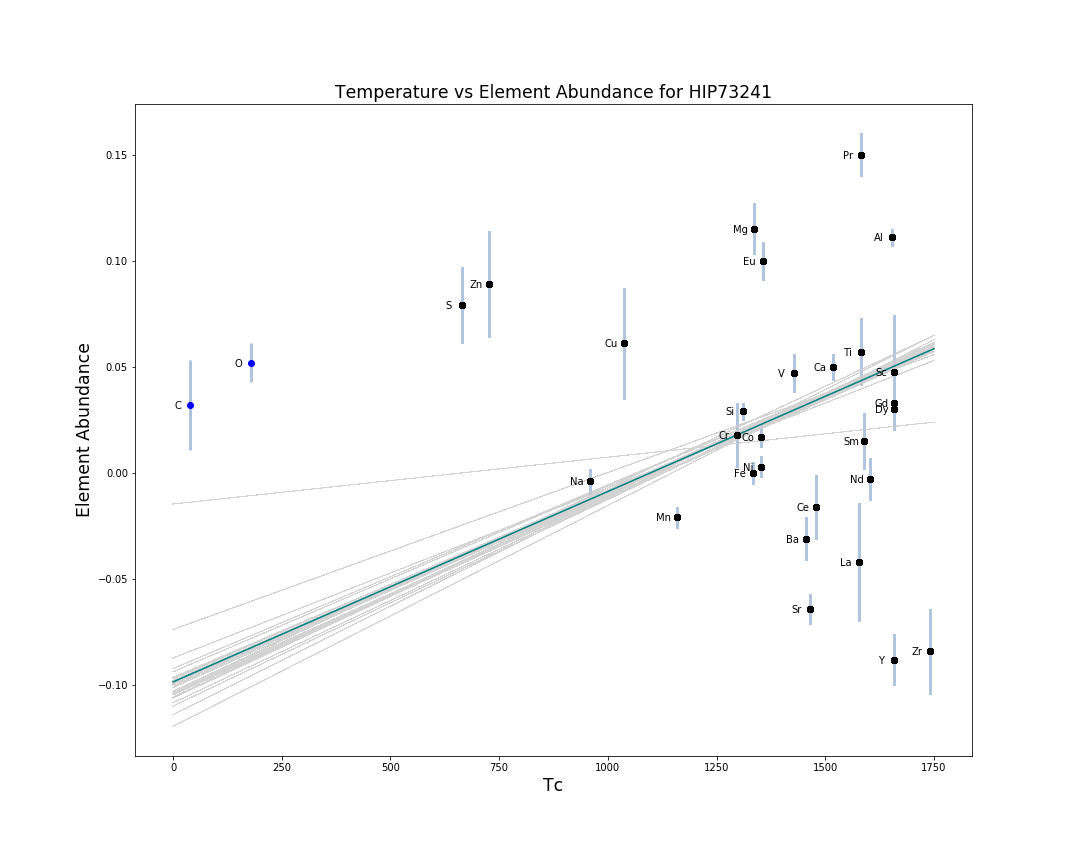 Temperature vs Element Abundance for HIP73241
0.15
Pr
Mg
Al
0.10
Eu
Zn
S
Cu
0.05
O
Ti
Ca
V
Sc
C
Si
Gd
Dy
Cr
Co
Sm
0.00
Ni
Fe
Na
Nd
Mn
Ce
Ba
−0.05
La
Sr
Zr
Y
−0.10
0
250
500
750
1000
1250
1500
1750
Tc
Element Abundance